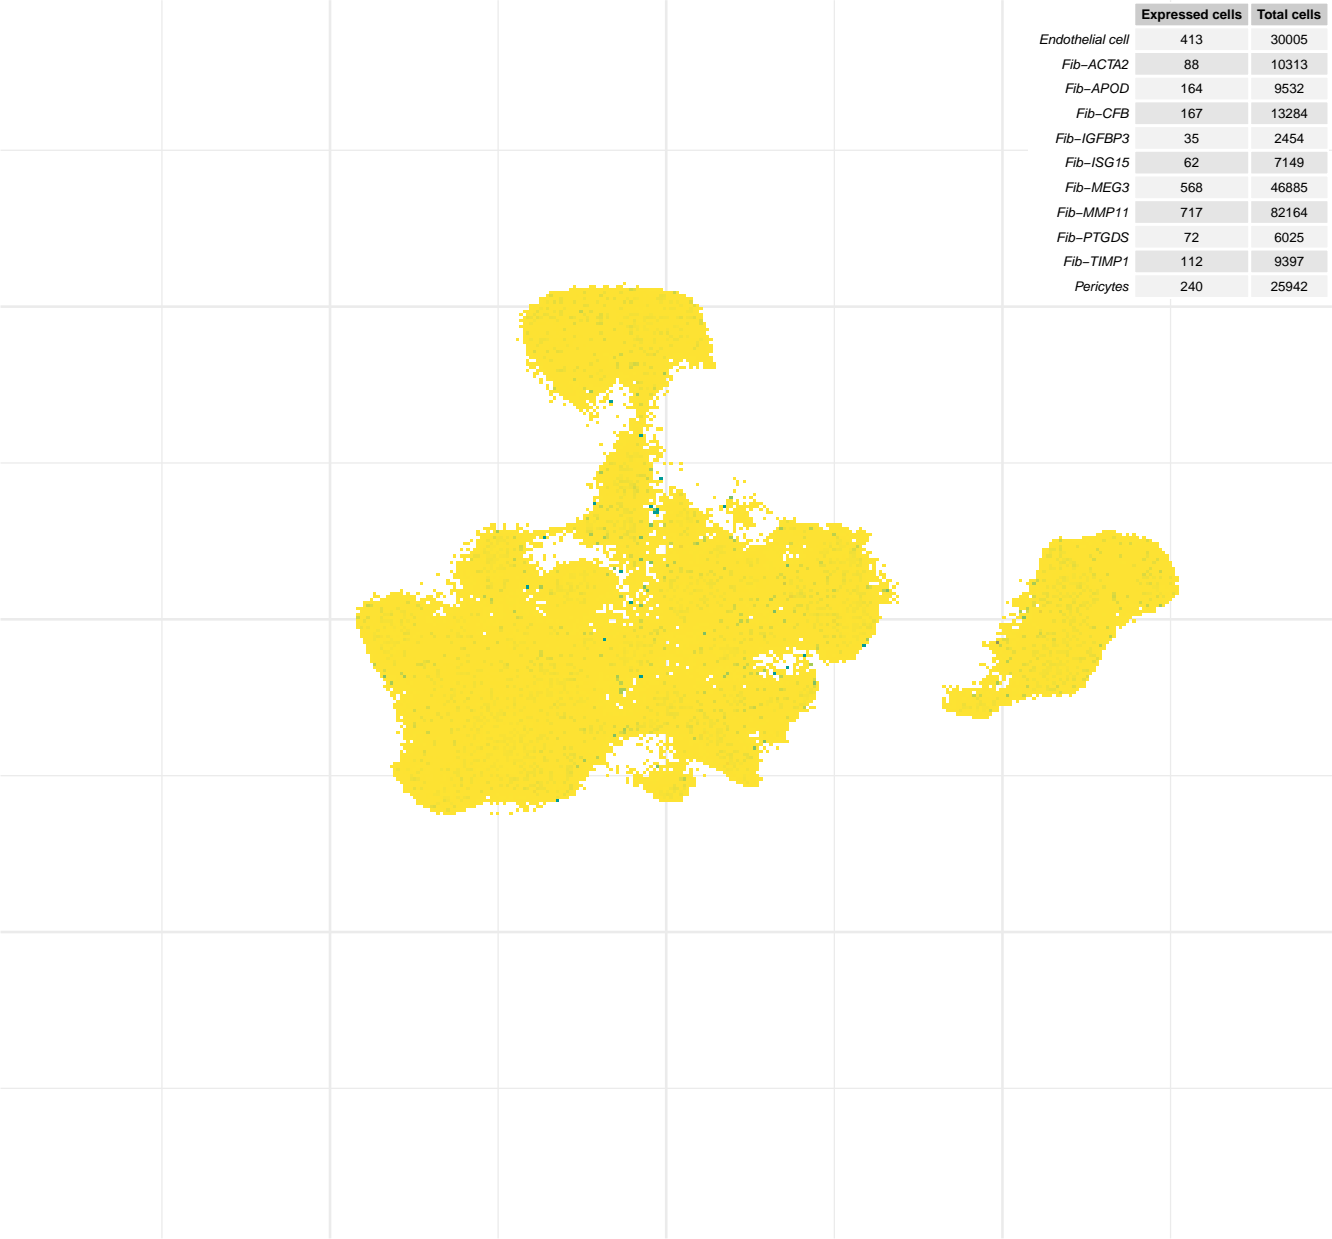 Expressed cells Total cells
Endothelial cell 413 30005
Fib−ACTA2 88 10313
Fib−APOD 164 9532
Fib−CFB 167 13284
Fib−IGFBP3 35 2454
Fib−ISG15 62 7149
Fib−MEG3 568 46885
Fib−MMP11 717 82164
Fib−PTGDS 72 6025
Fib−TIMP1 112 9397
Pericytes 240 25942